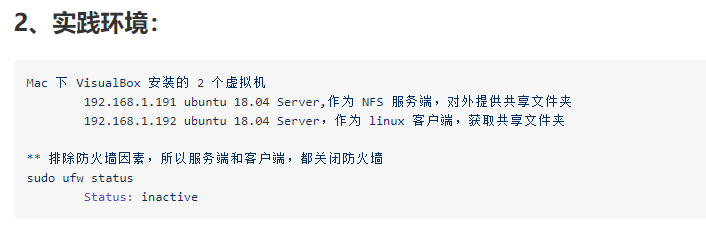 2、实践环境：
Mac 下 VisualBox 安装的 2 个虚拟机
192.168.1.191 ubuntu 18.04 Server,作为 NFS 服务端，对外提供共享文件夹
192.168.1.192 ubuntu 18.04 Server，作为 linux 客户端，获取共享文件夹
** 排除防火墙因素，所以服务端和客户端，都关闭防火墙
sudo ufw status
Status: inactive